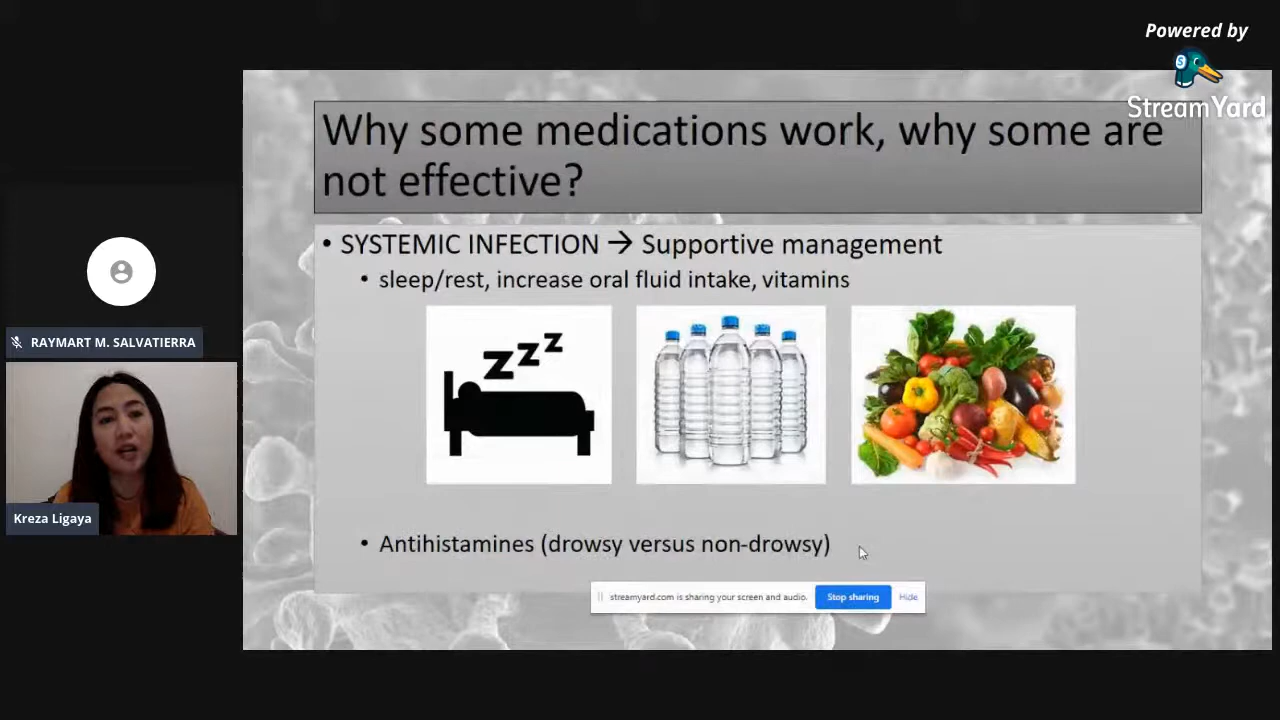 Powered by
StreamYard
Why some medications work, why some are
not effective?
• SYSTEMIC INFECTION → Supportive management
• sleep/rest, increase oral fluid intake, vitamins
z z z
• Antihistamines (drowsy versus non-drowsy)
streamyard.com is sharing your screen and audio.
Stop sharing
Hide
RAYMART M. SALVATIERRA
Kreza Ligaya